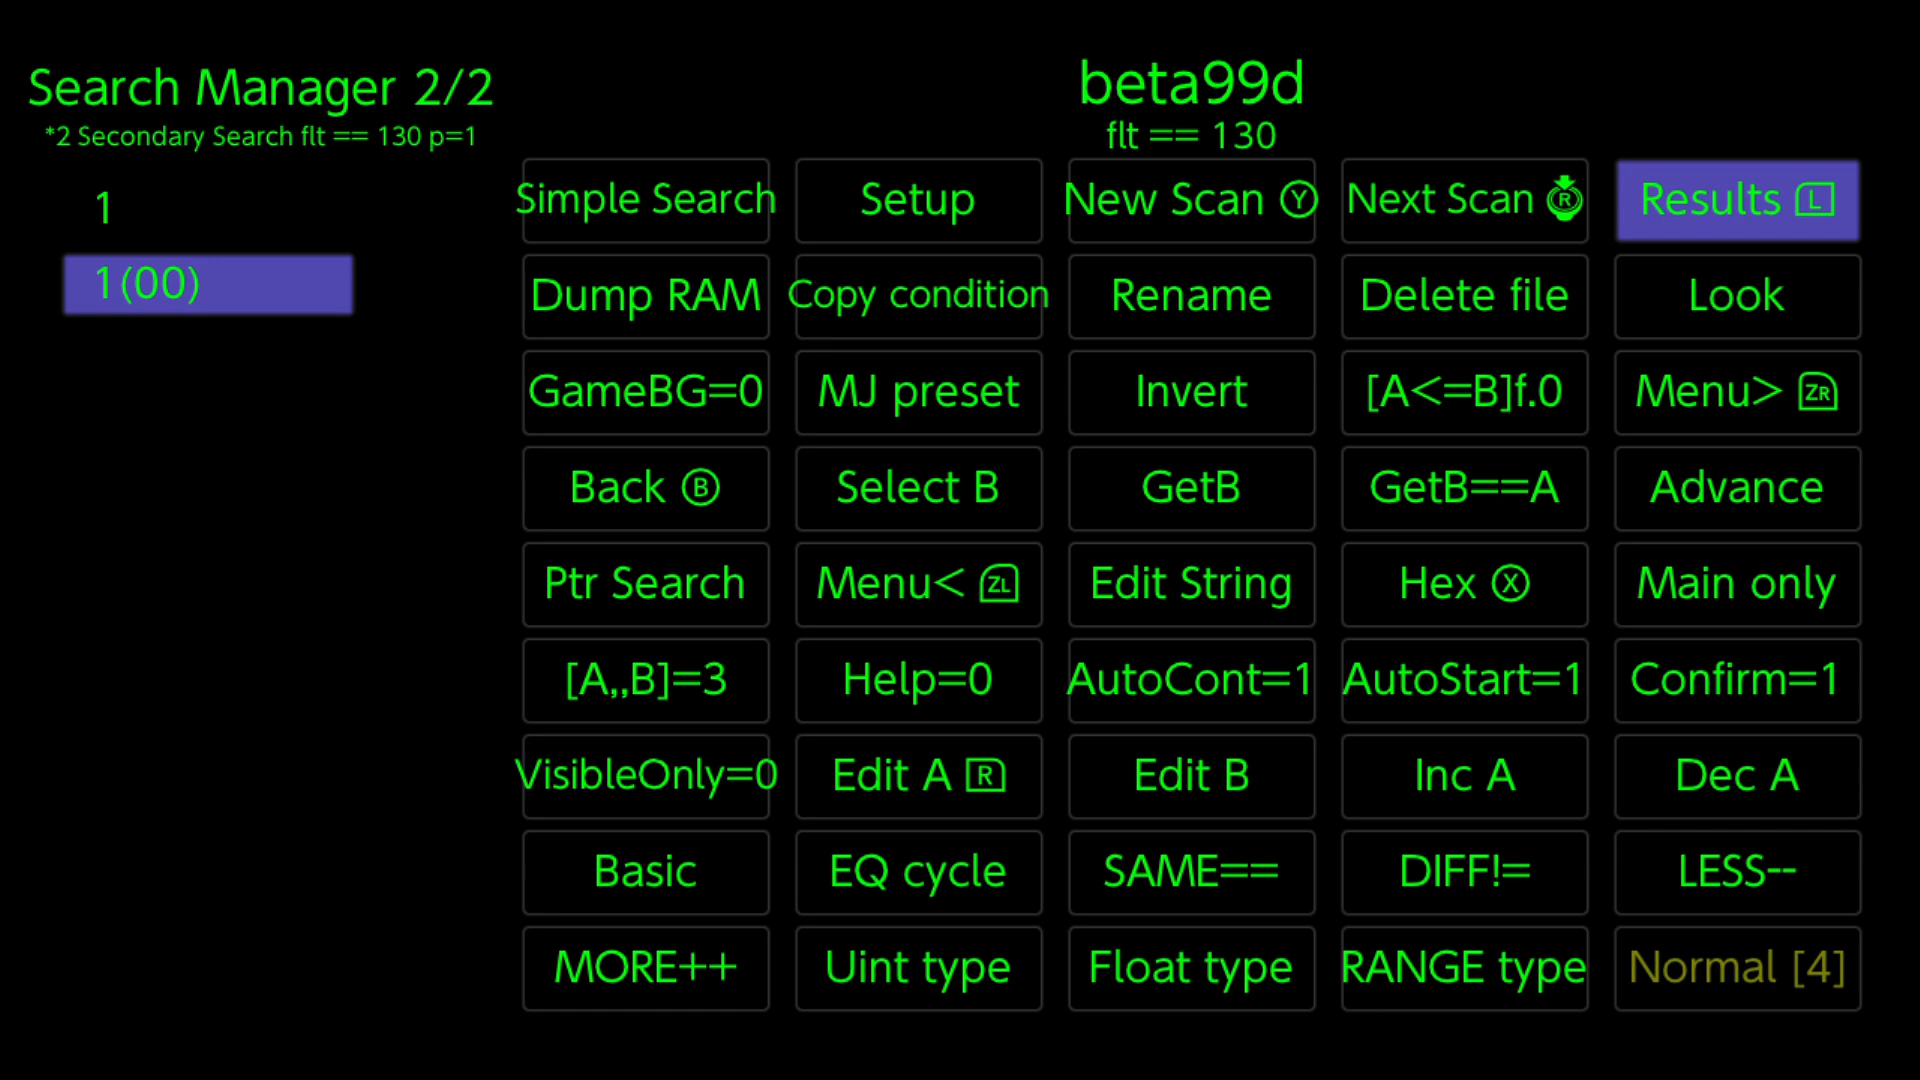 Search Manager 2/2
*2 Secondary Search flt == 130 p=1
1
1(00)
beta99d
flt == 130
Simple Search Setup New Scan Ⓨ Next Scan R Results L
Dump RAM Copy condition Rename Delete file Look
GameBG=0 MJ preset Invert [A<=B]f.0 Menu> ZR
Back Ⓑ Select B GetB GetB==A Advance
Ptr Search Menu< ZL Edit String Hex Ⓧ Main only
[A,,B]=3 Help=0 AutoCont=1 AutoStart=1 Confirm=1
VisibleOnly=0 Edit A R Edit B Inc A Dec A
Basic EQ cycle SAME== DIFF!= LESS--
MORE++ Uint type Float type RANGE type Normal [4]